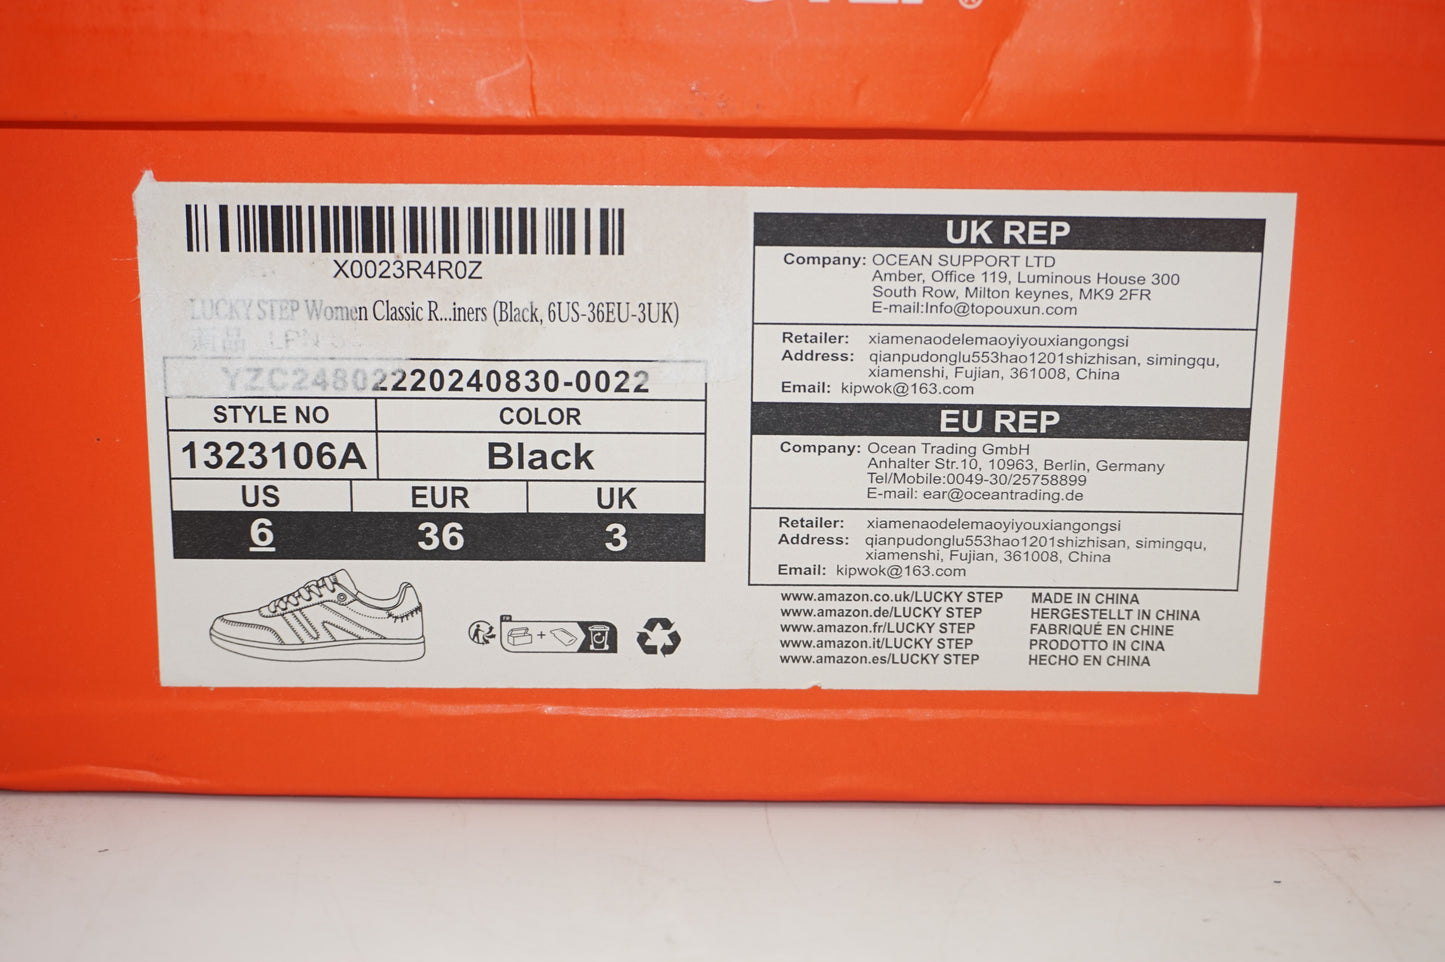 X0023R4R0Z
LUCKY STEP Women Classic R...iners (Black, 6US-36EU-3UK)
新品 LPN
YZC24802220240830-0022
STYLE NO COLOR
1323106A Black
US EUR UK
6 36 3
UK REP
Company: OCEAN SUPPORT LTD
Amber, Office 119, Luminous House 300
South Row, Milton keynes, MK9 2FR
E-mail:Info@topouxun.com
Retailer: xiamenaodelemaoyiyouxiangongsi
Address: qianpudonglu553hao1201shizhisan, simingqu,
xiamenshi, Fujian, 361008, China
Email: kipwok@163.com
EU REP
Company: Ocean Trading GmbH
Anhalter Str.10, 10963, Berlin, Germany
Tel/Mobile:0049-30/25758899
E-mail: ear@oceantrading.de
Retailer: xiamenaodelemaoyiyouxiangongsi
Address: qianpudonglu553hao1201shizhisan, simingqu,
xiamenshi, Fujian, 361008, China
Email: kipwok@163.com
www.amazon.co.uk/LUCKY STEP MADE IN CHINA
www.amazon.de/LUCKY STEP HERGESTELLT IN CHINA
www.amazon.fr/LUCKY STEP FABRIQUÉ EN CHINE
www.amazon.it/LUCKY STEP PRODOTTO IN CINA
www.amazon.es/LUCKY STEP HECHO EN CHINA